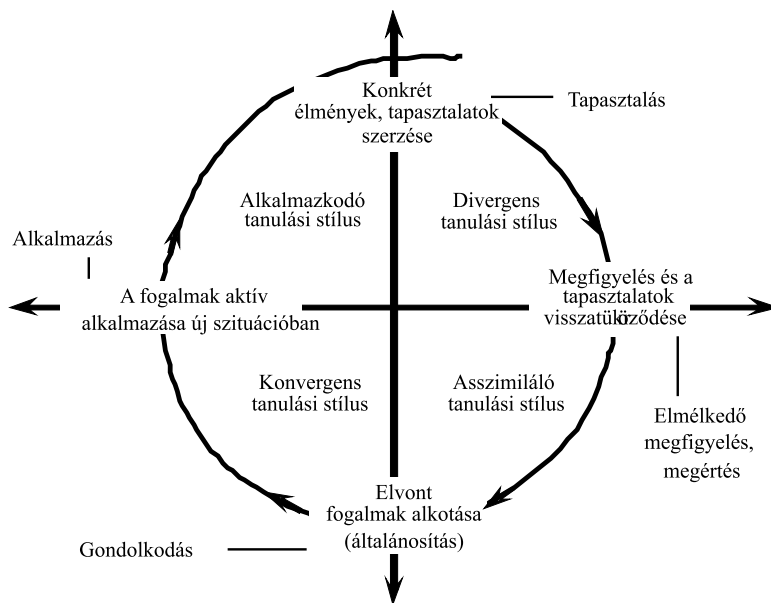 Konkrét
élmények, tapasztalatok
szerzése
Tapasztalás
Alkalmazkodó
tanulási stílus
Divergens
tanulási stílus
Alkalmazás
A fogalmak aktív
alkalmazása új szituációban
Megfigyelés és a
tapasztalatok
visszatükröződése
Konvergens
tanulási stílus
Asszimiláló
tanulási stílus
Elmélkedő
megfigyelés,
megértés
Elvont
fogalmak alkotása
(általánosítás)
Gondolkodás